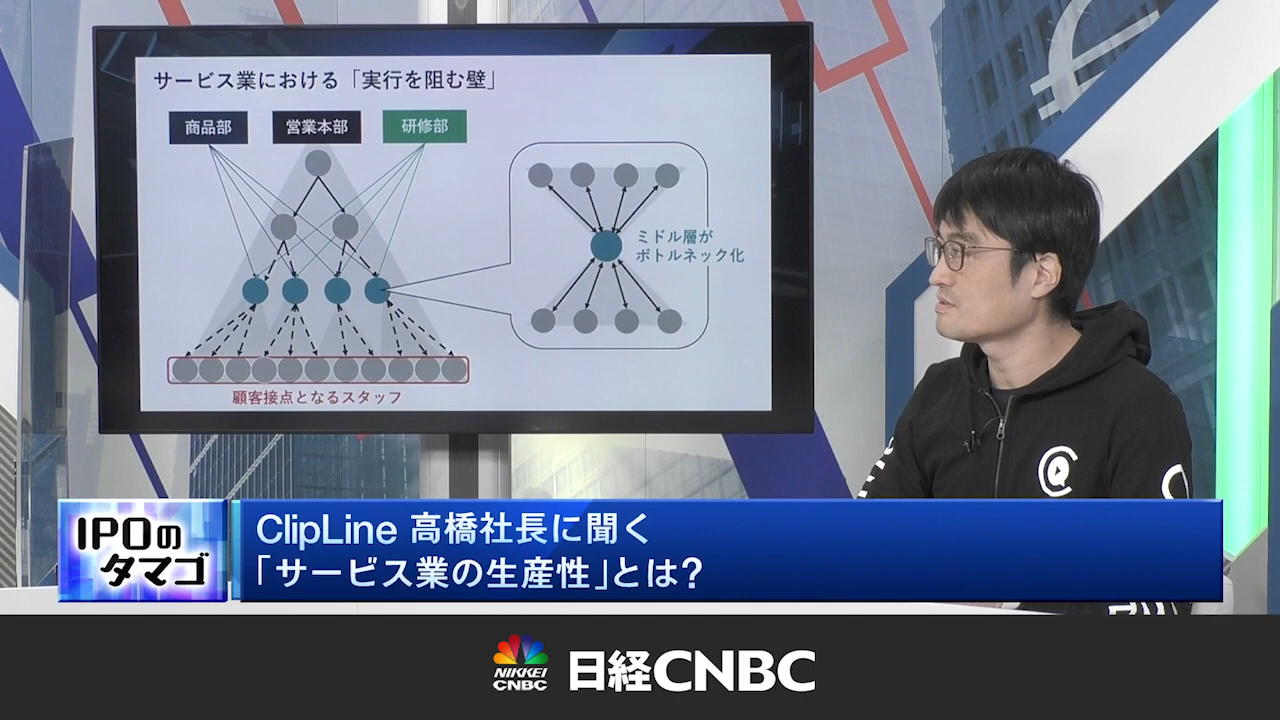 サービス業における「実行を阻む壁」
商品部
営業本部
研修部
ミドル層が
ボトルネック化
顧客接点となるスタッフ
IPOの
タマゴ
ClipLine 高橋社長に聞く
「サービス業の生産性」とは？
NIKKEI
CNBC
日経CNBC